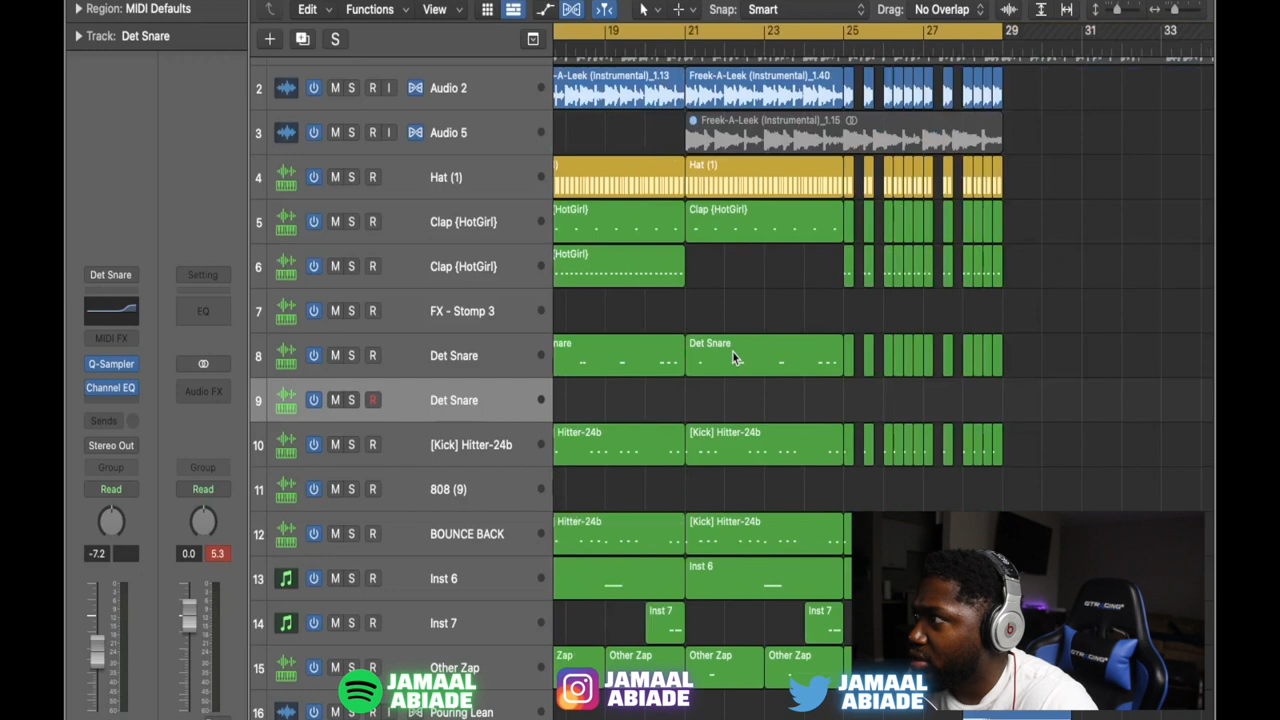 Region: MIDI Defaults
Edit
Functions
View
Snap: Smart
Drag: No Overlap
Track: Det Snare
S
19 21 23 25 27 29 31 33
2 M S R I Audio 2
-A-Leek (Instrumental)_1.13
Freek-A-Leek (Instrumental)_1.40
3 M S R I Audio 5
Freek-A-Leek (Instrumental)_1.15
4 M S R Hat (1)
Hat (1)
5 M S R Clap {HotGirl}
HotGirl}
Clap {HotGirl}
6 M S R Clap {HotGirl}
HotGirl}
7 M S R FX - Stomp 3
8 M S R Det Snare
nare
Det Snare
9 M S R Det Snare
10 M S R [Kick] Hitter-24b
Hitter-24b
[Kick] Hitter-24b
11 M S R 808 (9)
12 M S R BOUNCE BACK
Hitter-24b
[Kick] Hitter-24b
13 M S R Inst 6
Inst 6
14 M S R Inst 7
Inst 7
Inst 7
15 M S R Other Zap
Zap
Other Zap
Other Zap
Other Zap
16 M S R Pouring Lean
Det Snare
Setting
EQ
MIDI FX
Q-Sampler
Channel EQ
Audio FX
Sends
Stereo Out
Group
Group
Read
Read
-7.2
0.0 5.3
JAMAAL
ABIADE
JAMAAL
ABIADE
JAMAAL
ABIADE
GTRACING